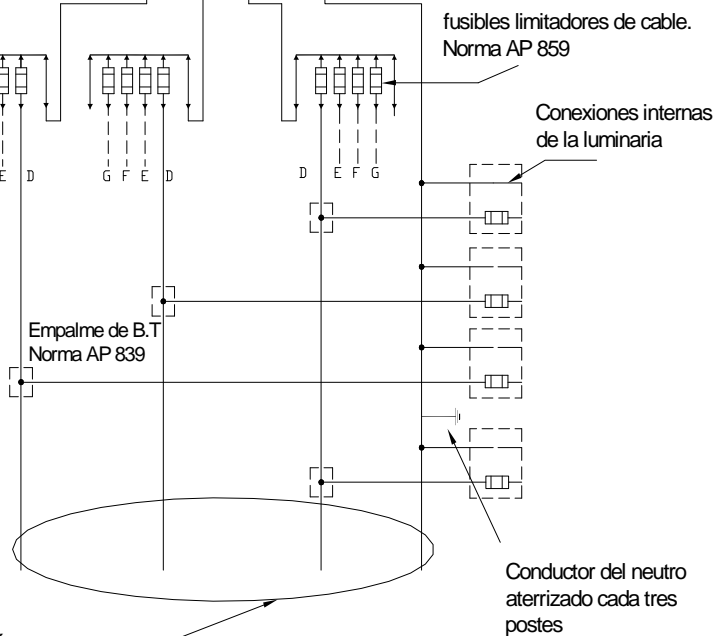 fusibles limitadores de cable.
Norma AP 859
Conexiones internas
de la luminaria
E D
G F E D
D E F G
Empalme de B.T
Norma AP 839
Conductor del neutro
aterrizado cada tres
postes